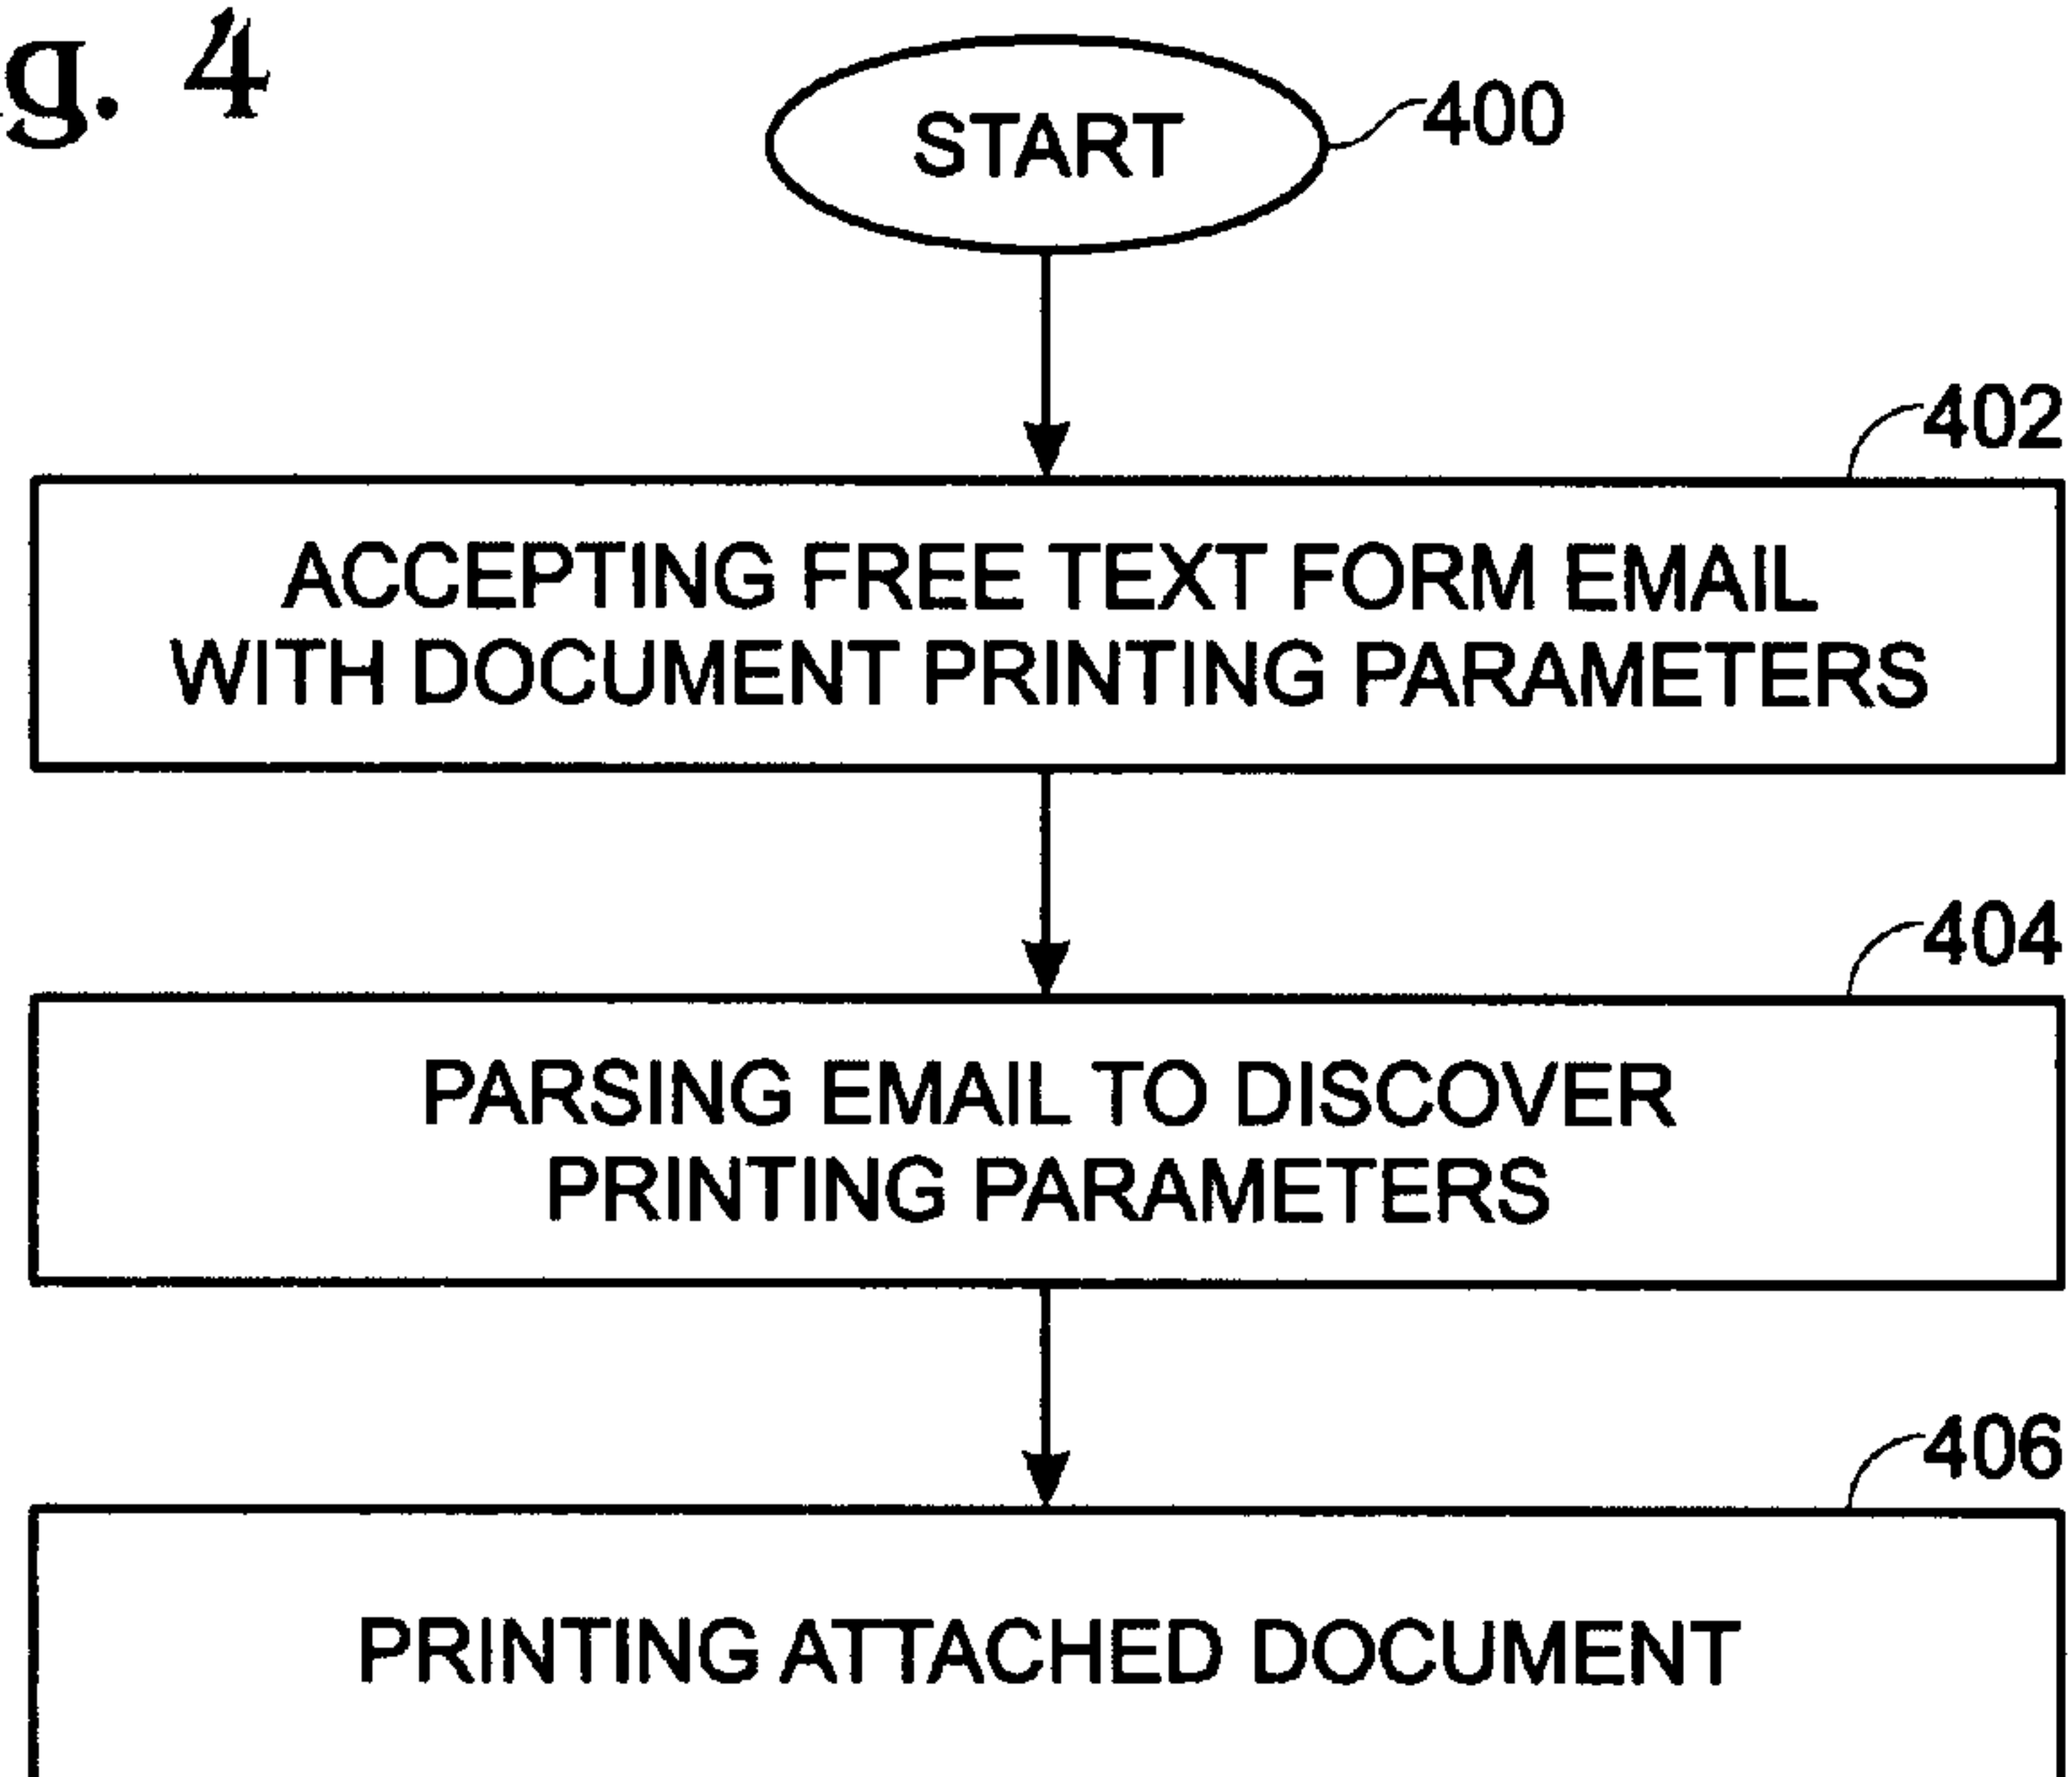 g. 4
START
400
402
ACCEPTING FREE TEXT FORM EMAIL
WITH DOCUMENT PRINTING PARAMETERS
404
PARSING EMAIL TO DISCOVER
PRINTING PARAMETERS
406
PRINTING ATTACHED DOCUMENT